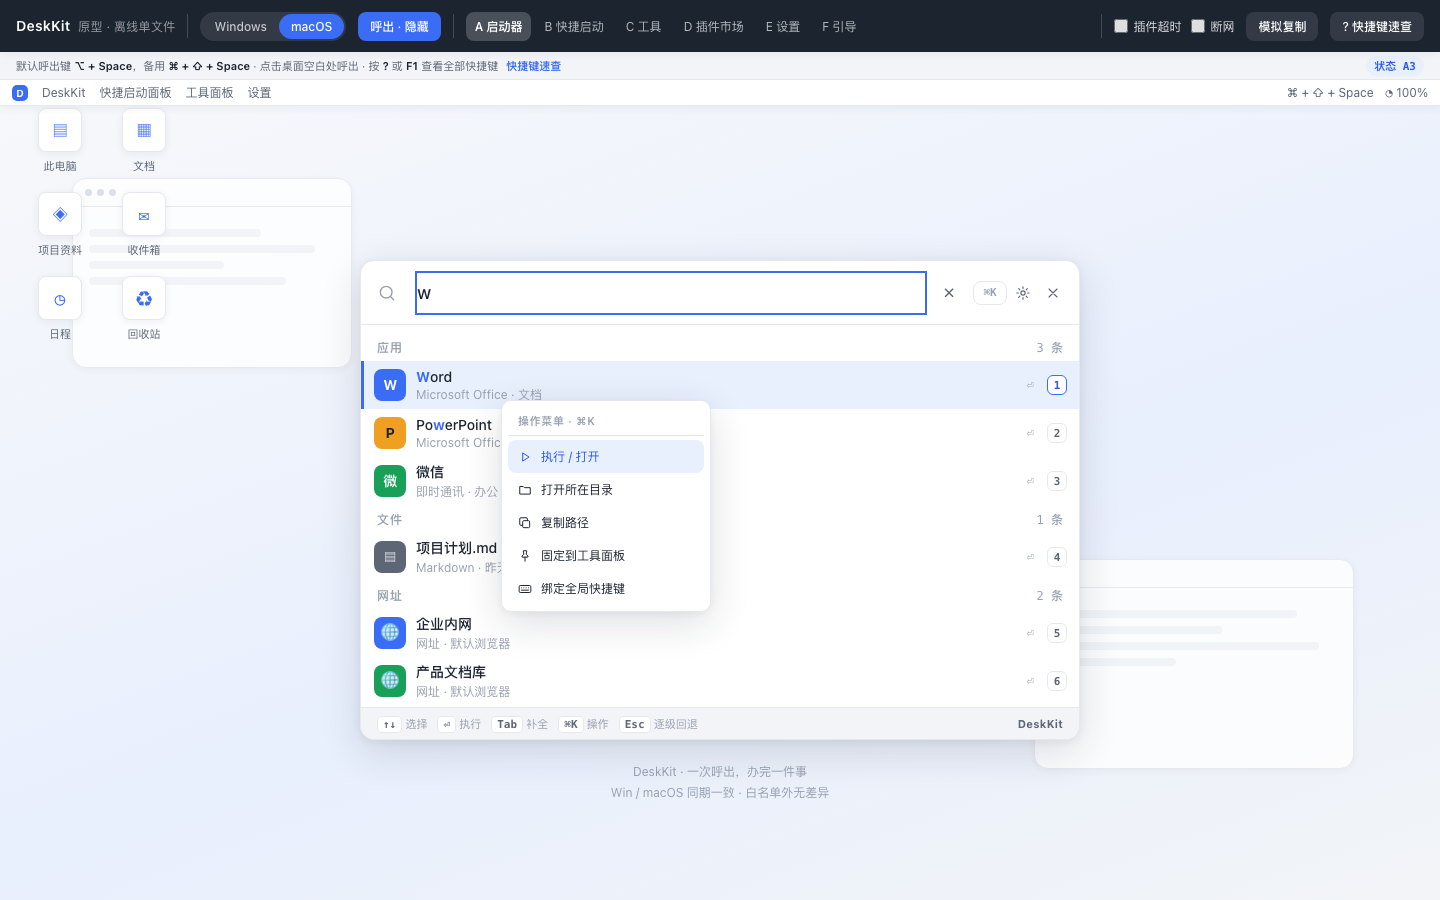 DeskKit 原型 · 离线单文件 Windows macOS 呼出 · 隐藏 A 启动器 B 快捷启动 C 工具 D 插件市场 E 设置 F 引导 插件超时 断网 模拟复制 ? 快捷键速查
默认呼出键 ⌥ + Space，备用 ⌘ + ⇧ + Space · 点击桌面空白处呼出 · 按 ? 或 F1 查看全部快捷键 快捷键速查 状态 A3
D DeskKit 快捷启动面板 工具面板 设置 ⌘ + ⇧ + Space 100%
此电脑 文档
项目资料 收件箱
日程 回收站
W ⌘K
应用 3 条
W Word 1
Microsoft Office · 文档
P PowerPoint 2
Microsoft Offic
微 微信 3
即时通讯 · 办公
文件 1 条
项目计划.md 4
Markdown · 昨
网址 2 条
企业内网 5
网址 · 默认浏览器
产品文档库 6
网址 · 默认浏览器
操作菜单 · ⌘K
执行 / 打开
打开所在目录
复制路径
固定到工具面板
绑定全局快捷键
↑↓ 选择 ⏎ 执行 Tab 补全 ⌘K 操作 Esc 逐级回退 DeskKit
DeskKit · 一次呼出，办完一件事
Win / macOS 同期一致 · 白名单外无差异